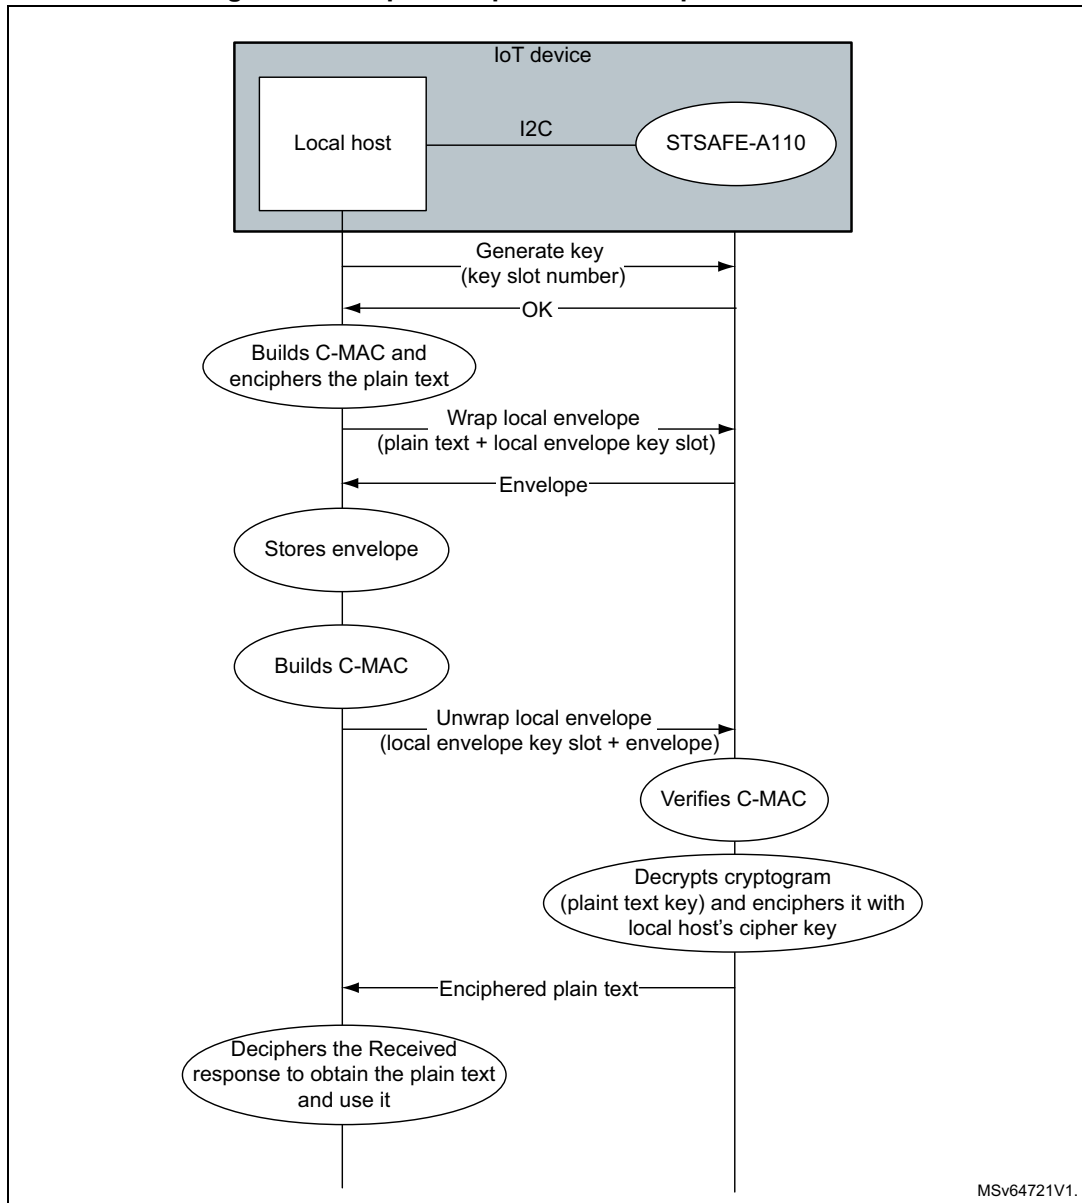 IoT device
Local host
I2C
STSAFE-A110
Generate key
(key slot number)
OK
Builds C-MAC and
enciphers the plain text
Wrap local envelope
(plain text + local envelope key slot)
Envelope
Stores envelope
Builds C-MAC
Unwrap local envelope
(local envelope key slot + envelope)
Verifies C-MAC
Decrypts cryptogram
(plaint text key) and enciphers it with
local host's cipher key
Enciphered plain text
Deciphers the Received
response to obtain the plain text
and use it
MSv64721V1.